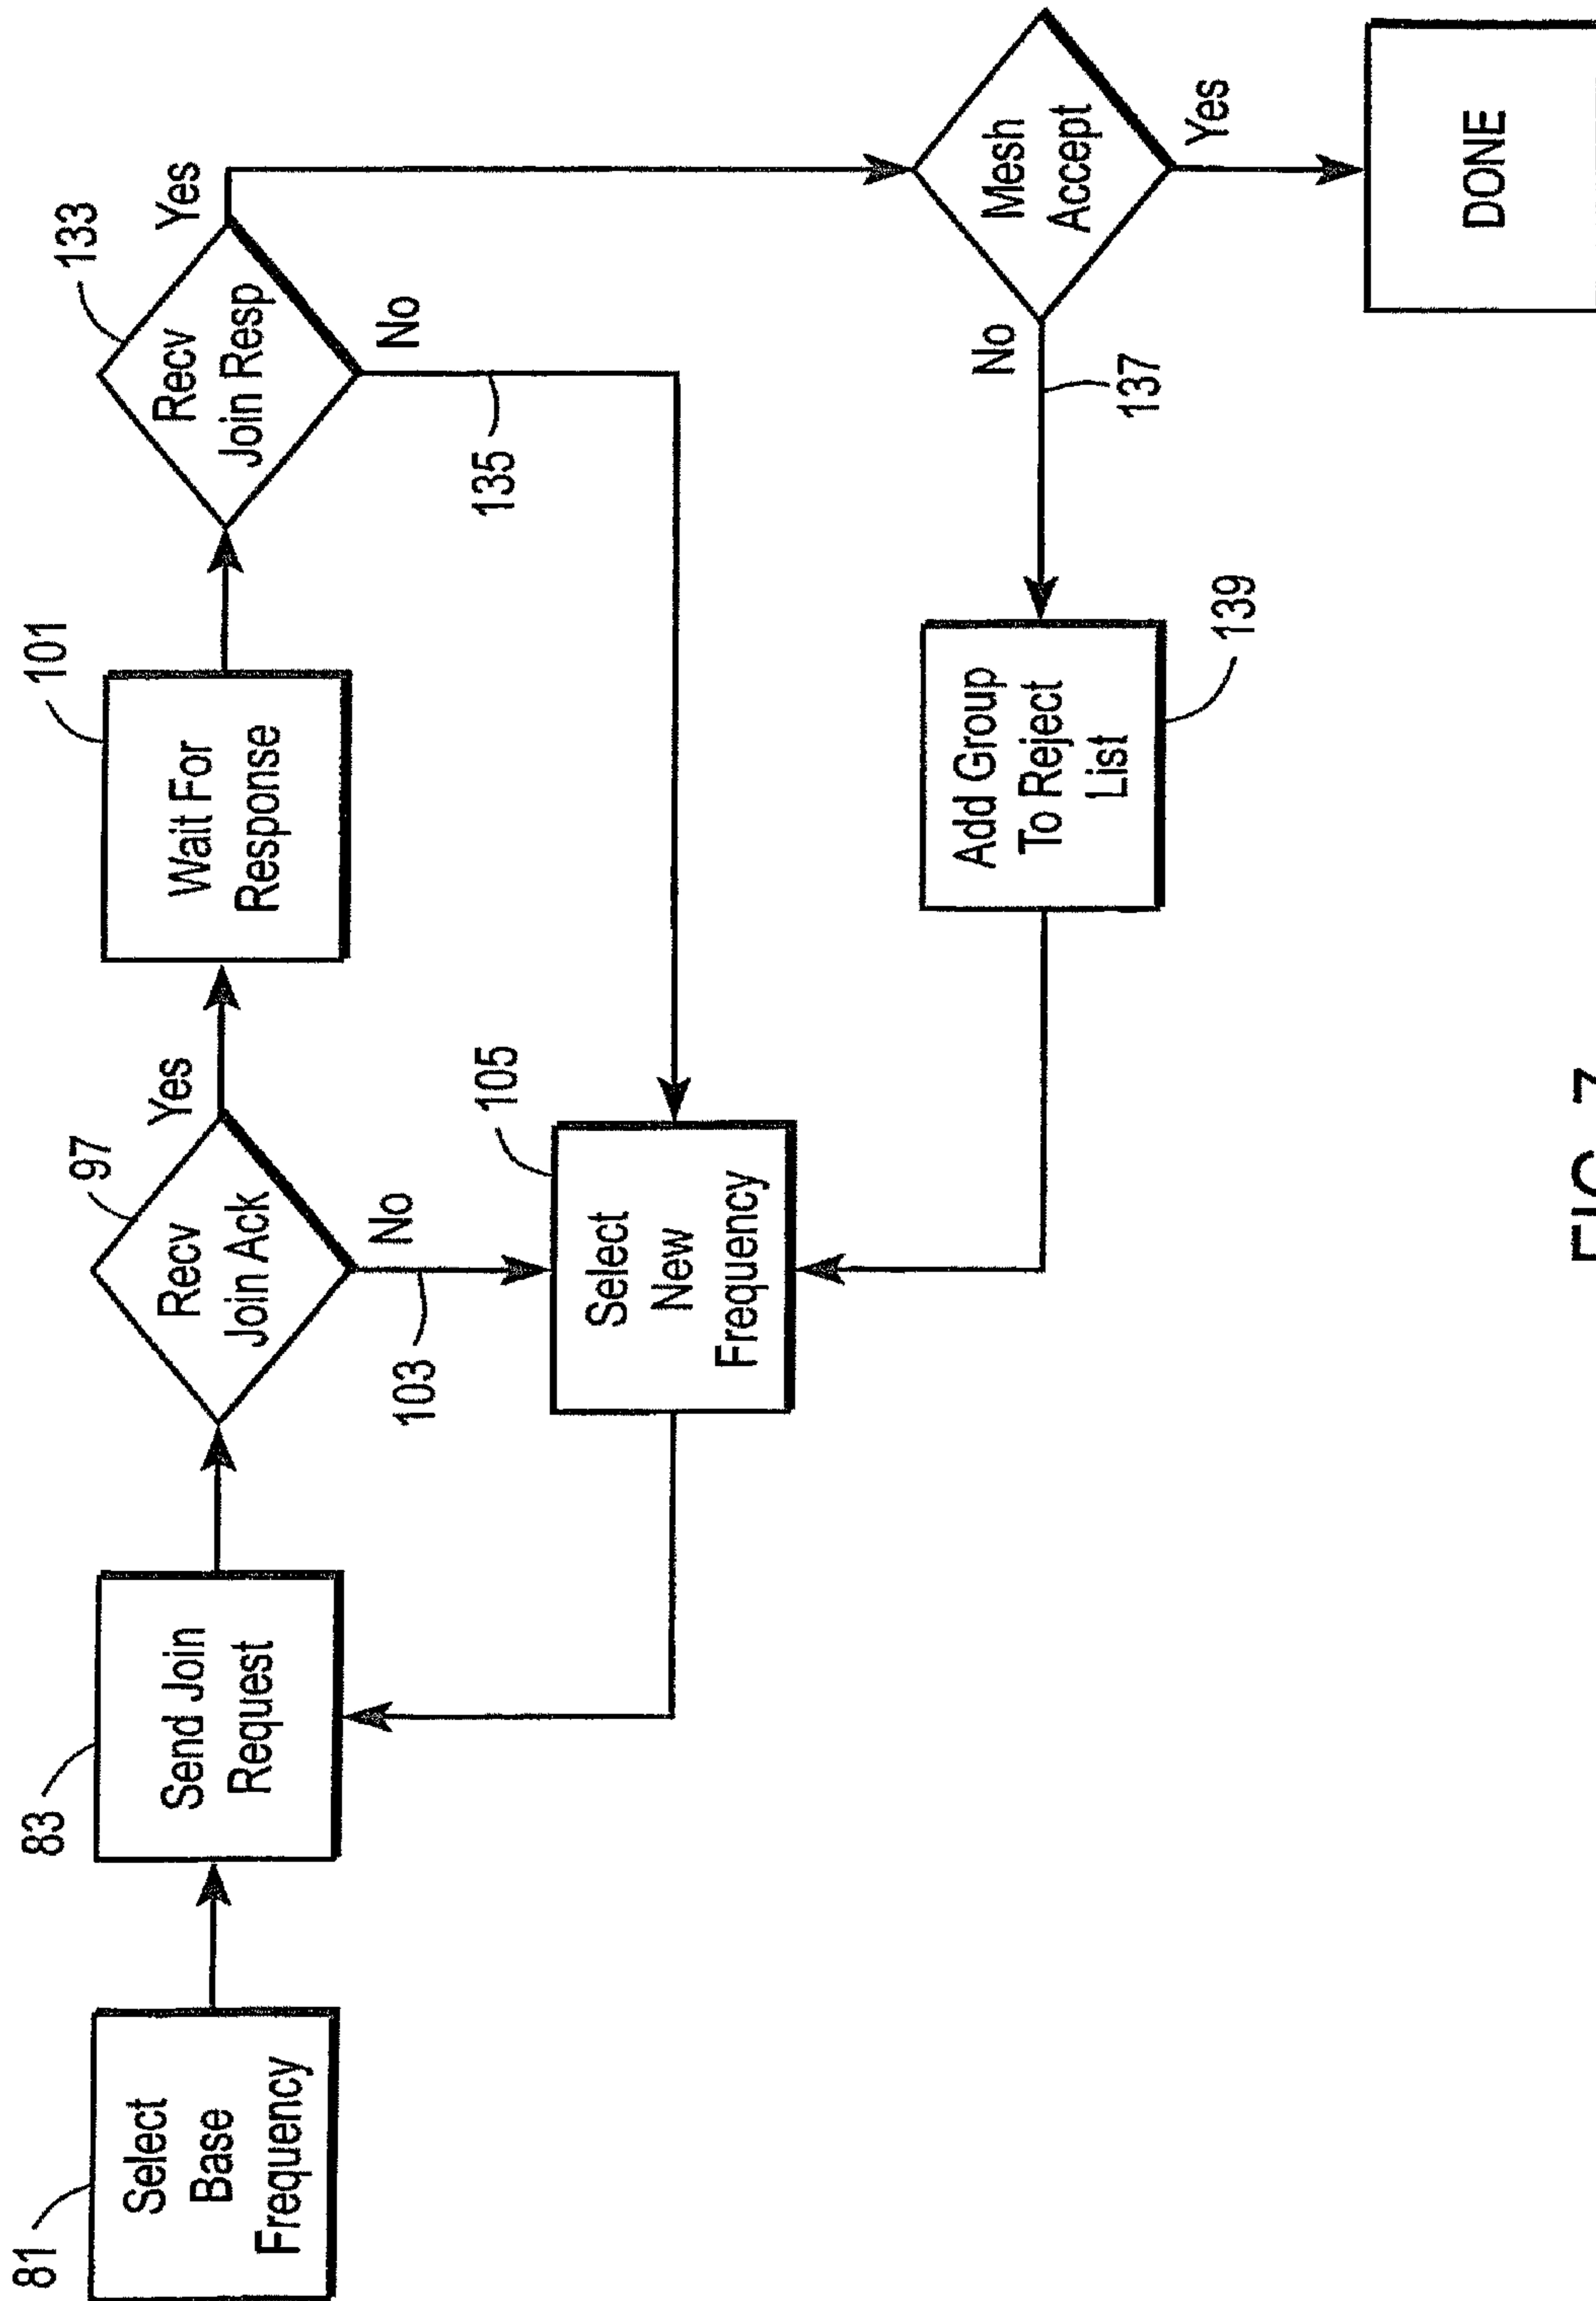 81
Select
Base
Frequency
83
Send Join
Request
97
Recv
Join Ack
Yes
No
103
101
Wait For
Response
133
Recv
Join Resp
Yes
No
135
105
Select
New
Frequency
Mesh
Accept
No
137
Yes
Add Group
To Reject
List
139
DONE
FIG